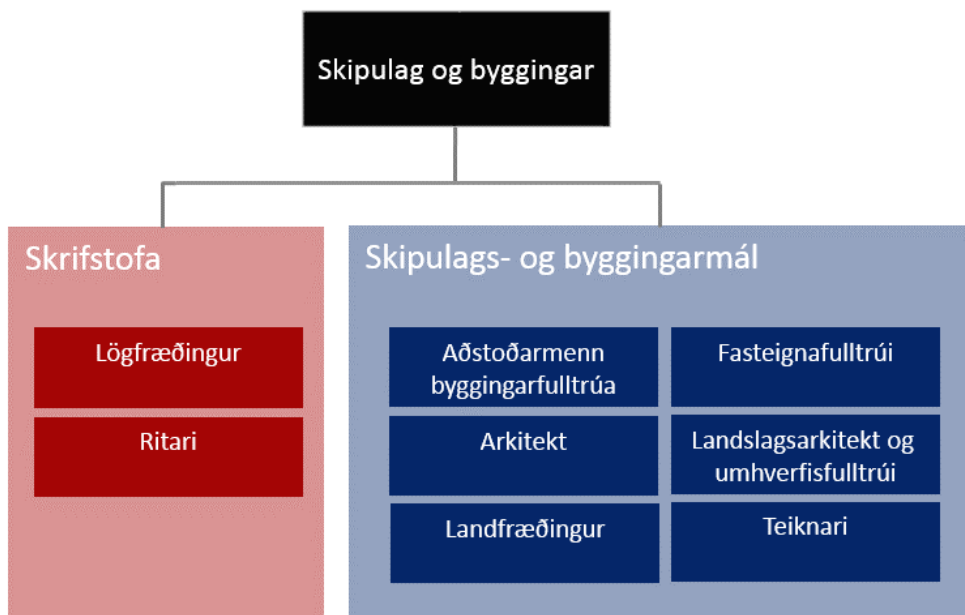 Skipulag og byggingar
Skrifstofa
Lögfræðingur
Ritari
Skipulags- og byggingarmál
Aðstoðarmenn
byggingarfulltrúa
Fasteignafulltrúi
Arkitekt
Landslagsarkitekt og
umhverfisfulltrúi
Landfræðingur
Teiknari